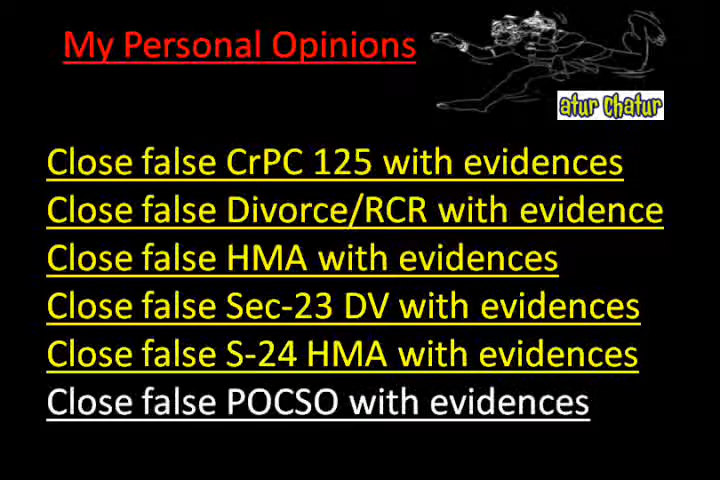 My Personal Opinions
atur chatur
Close false CrPC 125 with evidences
Close false Divorce/RCR with evidence
Close false HMA with evidences
Close false Sec-23 DV with evidences
Close false S-24 HMA with evidences
Close false POCSO with evidences